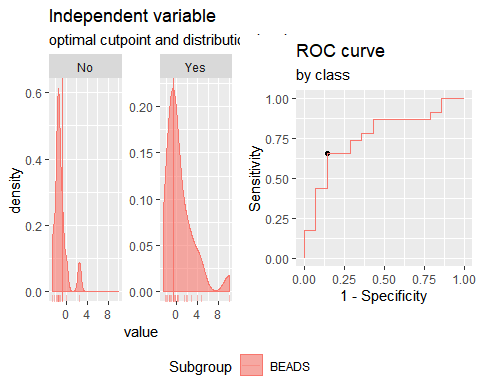 Independent variable
optimal cutpoint and distributio
No
Yes
density
0.6
0.4
0.2
0.0
0.20
0.15
0.10
0.05
0.00
0 4 8
0 4 8
value
ROC curve
by class
Sensitivity
1.00
0.75
0.50
0.25
0.00
0.00 0.25 0.50 0.75 1.00
1 - Specificity
Subgroup
BEADS